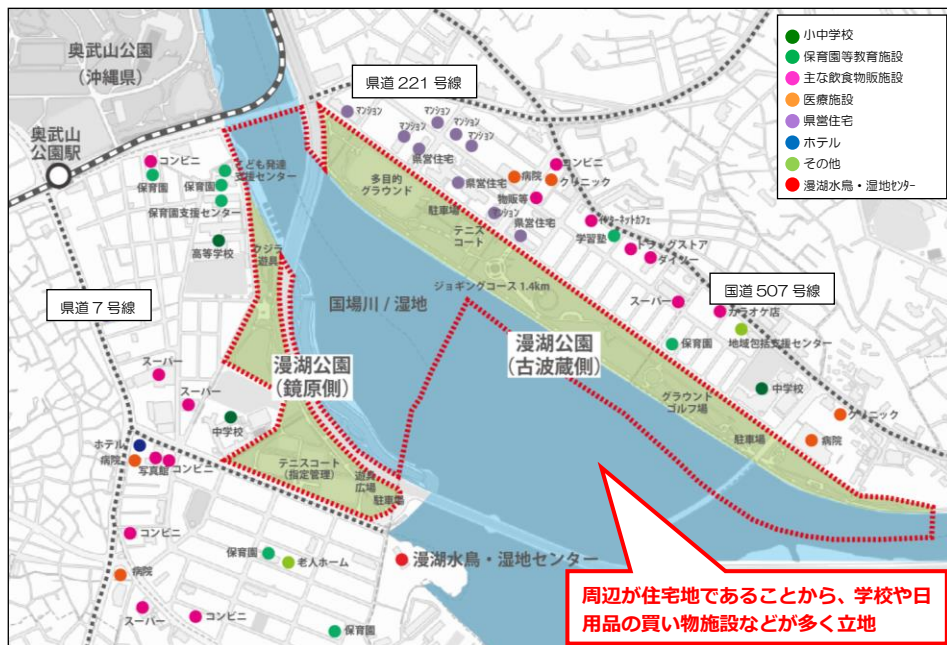 奥武山公園
(沖縄県)
奥武山
公園駅
県道221号線
小中学校
保育園等教育施設
主な飲食物販施設
医療施設
県営住宅
ホテル
その他
漫湖水鳥・湿地ｾﾝﾀｰ
マンション
マンション
マンション
マンション
マンション
県営住宅
コンビニ
保育園
こども発達
支援センター
保育園
保育園支援センター
高等学校
クジラ
遊具
多目的
グラウンド
駐車場
テニス
コート
県営住宅
病院
コンビニ
クリニック
物販等
マンション
県営住宅
インターネットカフェ
学習塾
ドラッグストア
ダイソー
県道7号線
国場川 / 湿地
ジョギングコース 1.4km
国道507号線
スーパー
カラオケ店
地域包括支援センター
保育園
漫湖公園
(鏡原側)
漫湖公園
(古波蔵側)
スーパー
スーパー
中学校
グラウンド
ゴルフ場
中学校
クリニック
病院
駐車場
ホテル
病院
写真館
コンビニ
テニスコート
(指定管理)
遊具
広場
駐車場
コンビニ
保育園
老人ホーム
漫湖水鳥・湿地センター
病院
スーパー
コンビニ
保育園
周辺が住宅地であることから、学校や日
用品の買い物施設などが多く立地